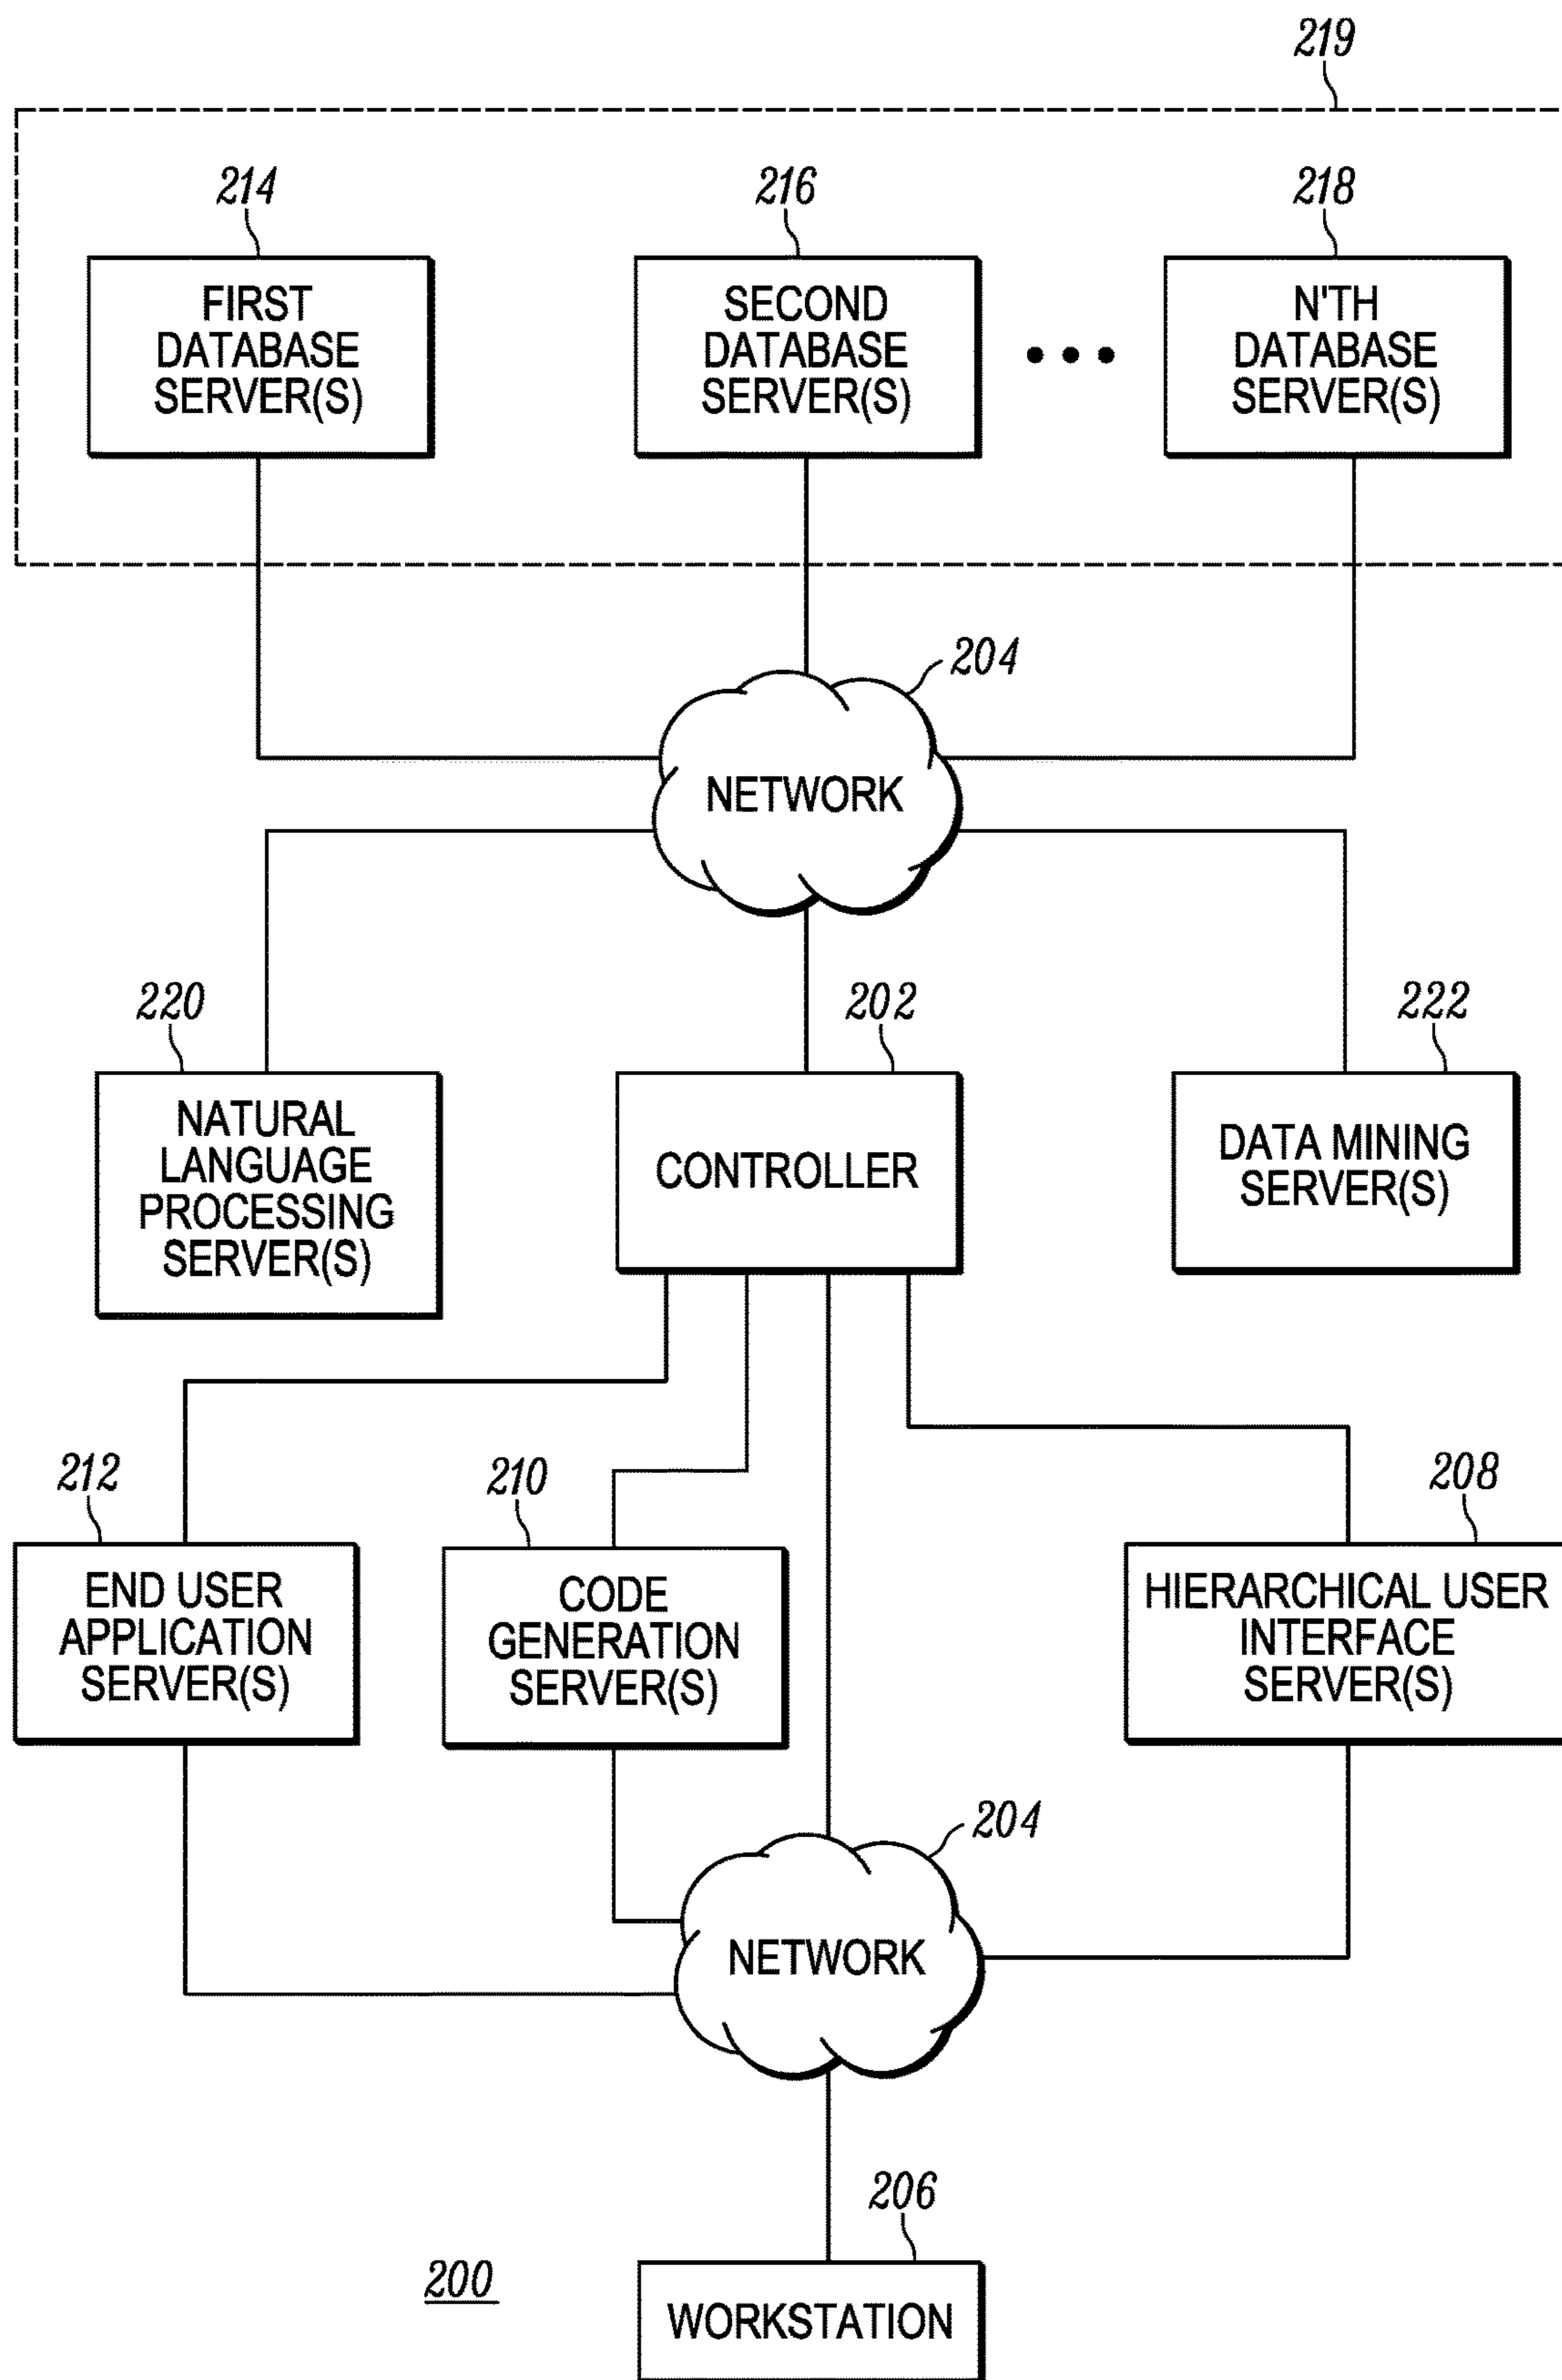 219
214
216
218
FIRST
DATABASE
SERVER(S)
SECOND
DATABASE
SERVER(S)
N'TH
DATABASE
SERVER(S)
204
NETWORK
220
202
222
NATURAL
LANGUAGE
PROCESSING
SERVER(S)
CONTROLLER
DATA MINING
SERVER(S)
212
210
208
END USER
APPLICATION
SERVER(S)
CODE
GENERATION
SERVER(S)
HIERARCHICAL USER
INTERFACE
SERVER(S)
204
NETWORK
206
200
WORKSTATION